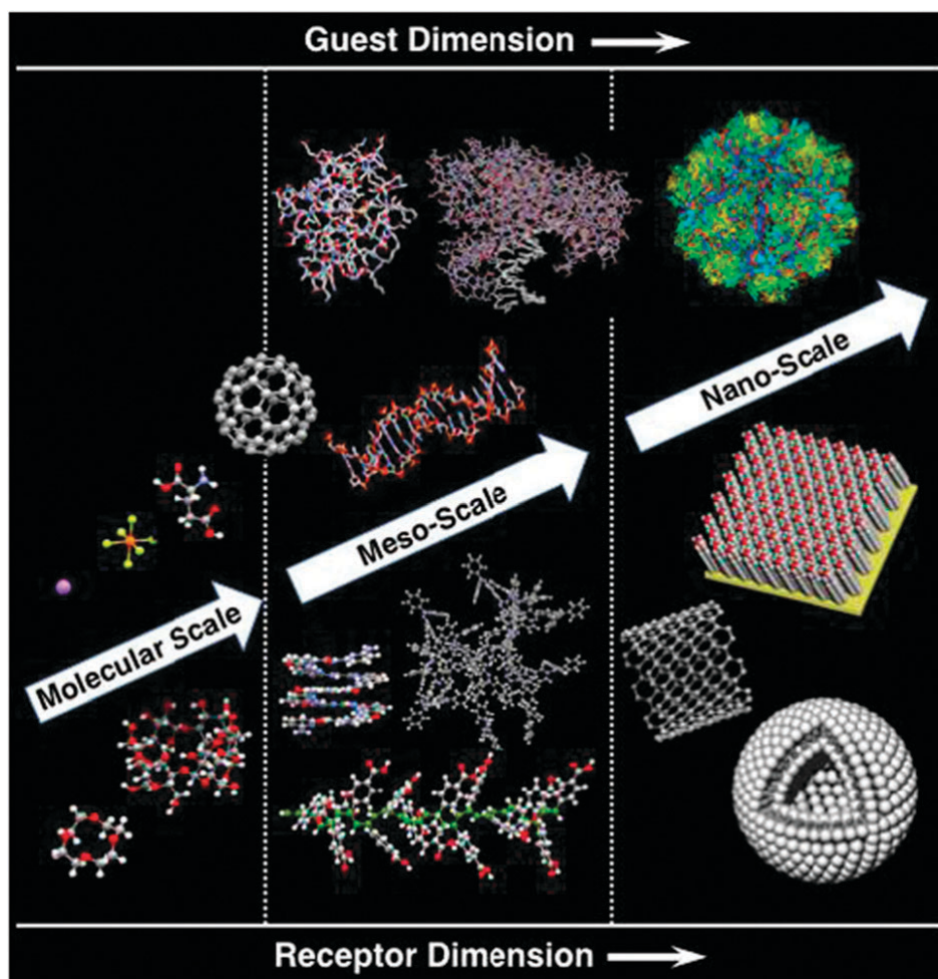 Guest Dimension
Nano-Scale
Meso-Scale
Molecular Scale
Receptor Dimension